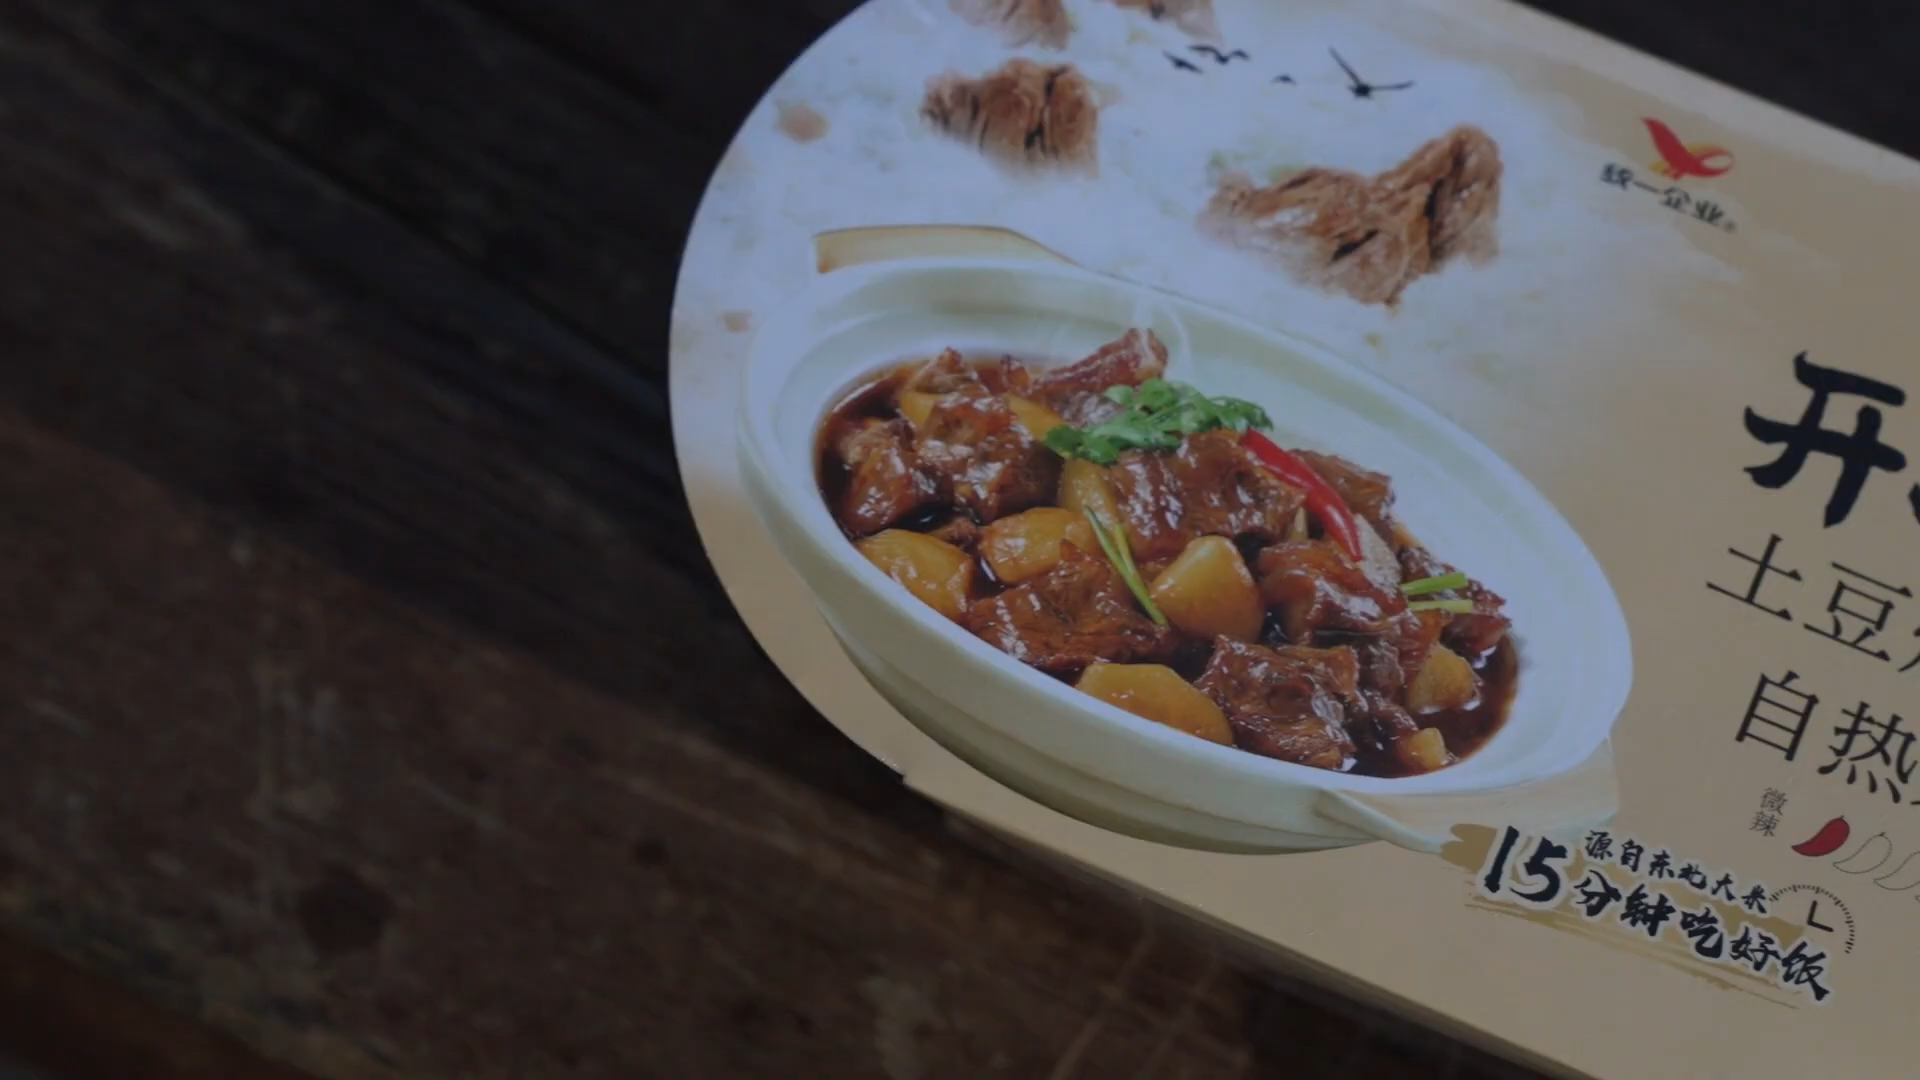 统一企业
开
土豆
自热
微辣
源自东北大米
15分钟吃好饭